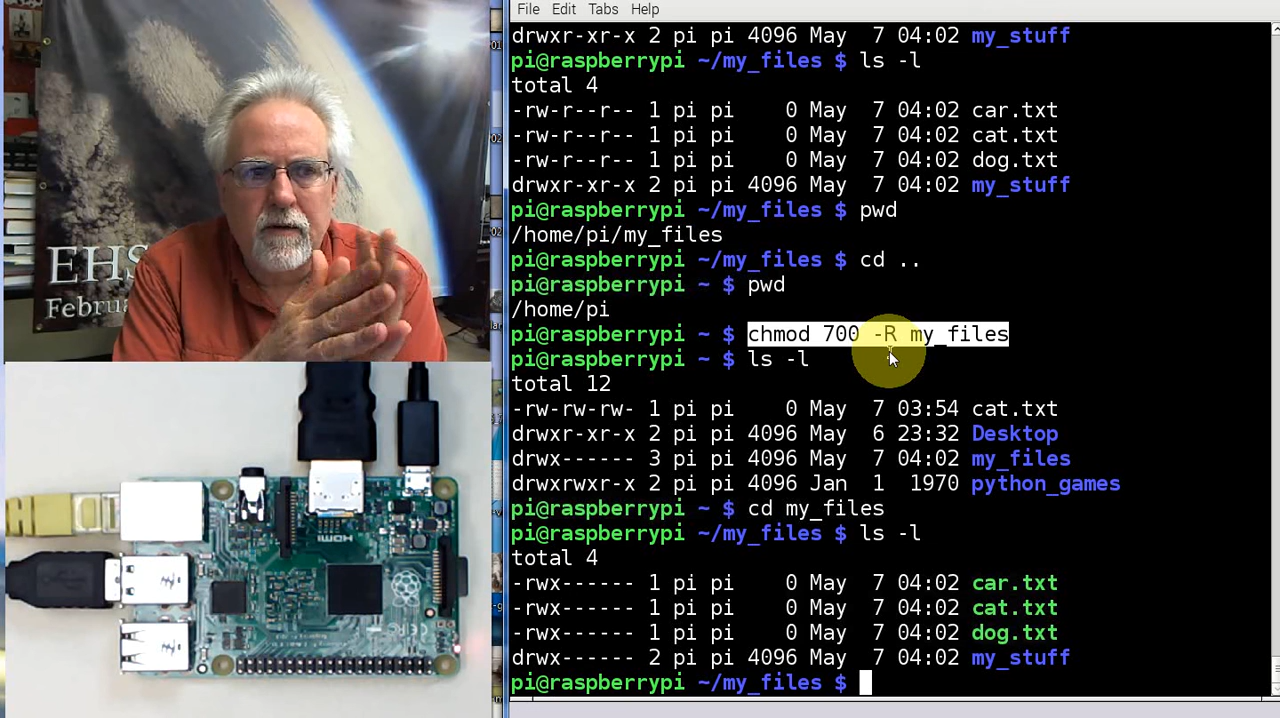 File Edit Tabs Help
drwxr-xr-x 2 pi pi 4096 May  7 04:02 my_stuff
pi@raspberrypi ~/my_files $ ls -l
total 4
-rw-r--r-- 1 pi pi    0 May  7 04:02 car.txt
-rw-r--r-- 1 pi pi    0 May  7 04:02 cat.txt
-rw-r--r-- 1 pi pi    0 May  7 04:02 dog.txt
drwxr-xr-x 2 pi pi 4096 May  7 04:02 my_stuff
pi@raspberrypi ~/my_files $ pwd
/home/pi/my_files
pi@raspberrypi ~/my_files $ cd ..
pi@raspberrypi ~ $ pwd
/home/pi
pi@raspberrypi ~ $ chmod 700 -R my_files
pi@raspberrypi ~ $ ls -l
total 12
-rw-rw-rw- 1 pi pi    0 May  7 03:54 cat.txt
drwxr-xr-x 2 pi pi 4096 May  6 23:32 Desktop
drwx------ 3 pi pi 4096 May  7 04:02 my_files
drwxrwxr-x 2 pi pi 4096 Jan  1  1970 python_games
pi@raspberrypi ~ $ cd my_files
pi@raspberrypi ~/my_files $ ls -l
total 4
-rwx------ 1 pi pi    0 May  7 04:02 car.txt
-rwx------ 1 pi pi    0 May  7 04:02 cat.txt
-rwx------ 1 pi pi    0 May  7 04:02 dog.txt
drwx------ 2 pi pi 4096 May  7 04:02 my_stuff
pi@raspberrypi ~/my_files $
EHS
Februa
HDMI